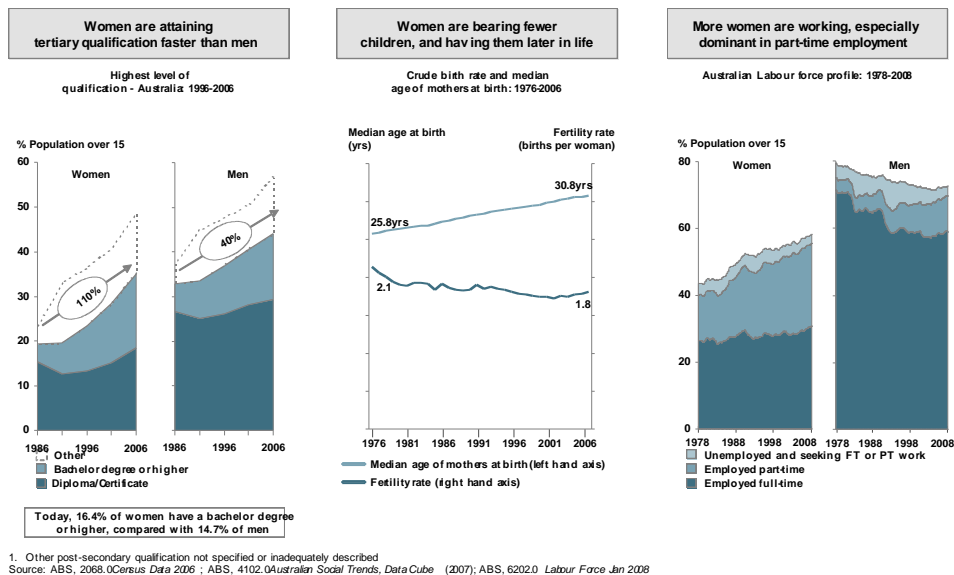 Women are attaining
tertiary qualification faster than men
Highest level of
qualification - Australia: 1996-2006
% Population over 15
60
50
40
30
20
10
0
Women
110%
1986
1996
2006
Men
40%
1986
1996
2006
Other
Bachelor degree or higher
Diploma/Certificate
Today, 16.4% of women have a bachelor degree
or higher, compared with 14.7% of men
Women are bearing fewer
children, and having them later in life
Crude birth rate and median
age of mothers at birth: 1976-2006
Median age at birth
(yrs)
Fertility rate
(births per woman)
25.8yrs
30.8yrs
2.1
1.8
1976
1981
1986
1991
1996
2001
2006
Median age of mothers at birth (left hand axis)
Fertility rate (right hand axis)
More women are working, especially
dominant in part-time employment
Australian Labour force profile: 1978-2008
% Population over 15
80
60
40
20
0
Women
1978
1988
1998
2008
Men
1978
1988
1998
2008
Unemployed and seeking FT or PT work
Employed part-time
Employed full-time
1. Other post-secondary qualification not specified or inadequately described
Source: ABS, 2068.0 Census Data 2006 ; ABS, 4102.0 Australian Social Trends, Data Cube (2007); ABS, 6202.0 Labour Force Jan 2008